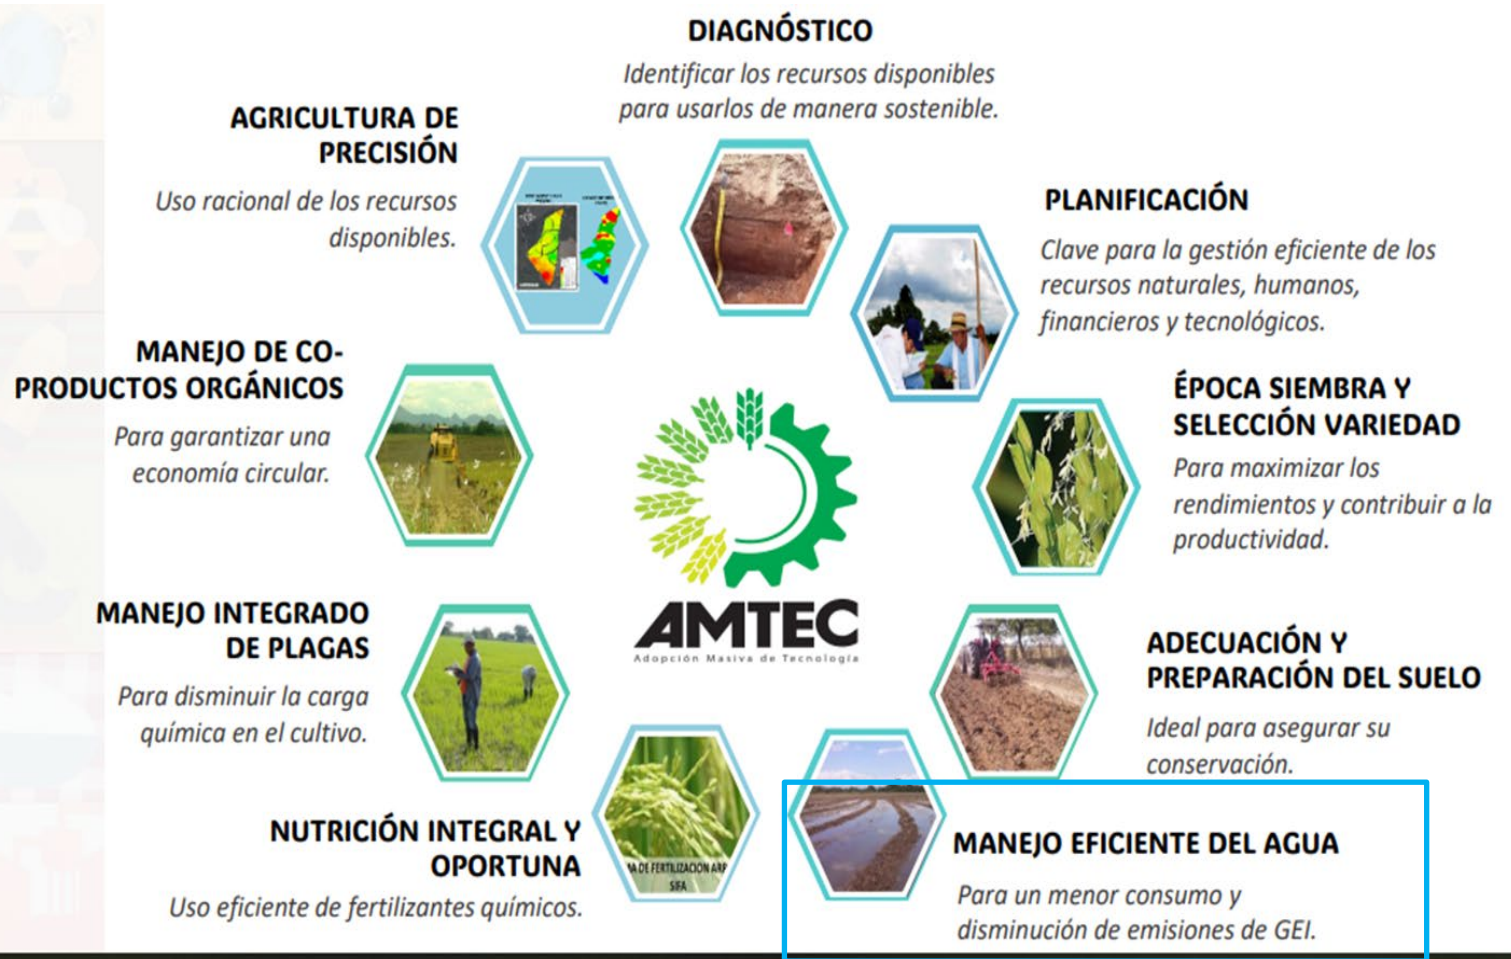 DIAGNÓSTICO
Identificar los recursos disponibles
para usarlos de manera sostenible.
PLANIFICACIÓN
Clave para la gestión eficiente de los
recursos naturales, humanos,
financieros y tecnológicos.
ÉPOCA SIEMBRA Y
SELECCIÓN VARIEDAD
Para maximizar los
rendimientos y contribuir a la
productividad.
ADECUACIÓN Y
PREPARACIÓN DEL SUELO
Ideal para asegurar su
conservación.
MANEJO EFICIENTE DEL AGUA
Para un menor consumo y
disminución de emisiones de GEI.
NUTRICIÓN INTEGRAL Y
OPORTUNA
Uso eficiente de fertilizantes químicos.
DE FERTILIZACION
SIFA
MANEJO INTEGRADO
DE PLAGAS
Para disminuir la carga
química en el cultivo.
MANEJO DE CO-
PRODUCTOS ORGÁNICOS
Para garantizar una
economía circular.
AGRICULTURA DE
PRECISIÓN
Uso racional de los recursos
disponibles.
AMTEC
Adopción Masiva de Tecnología